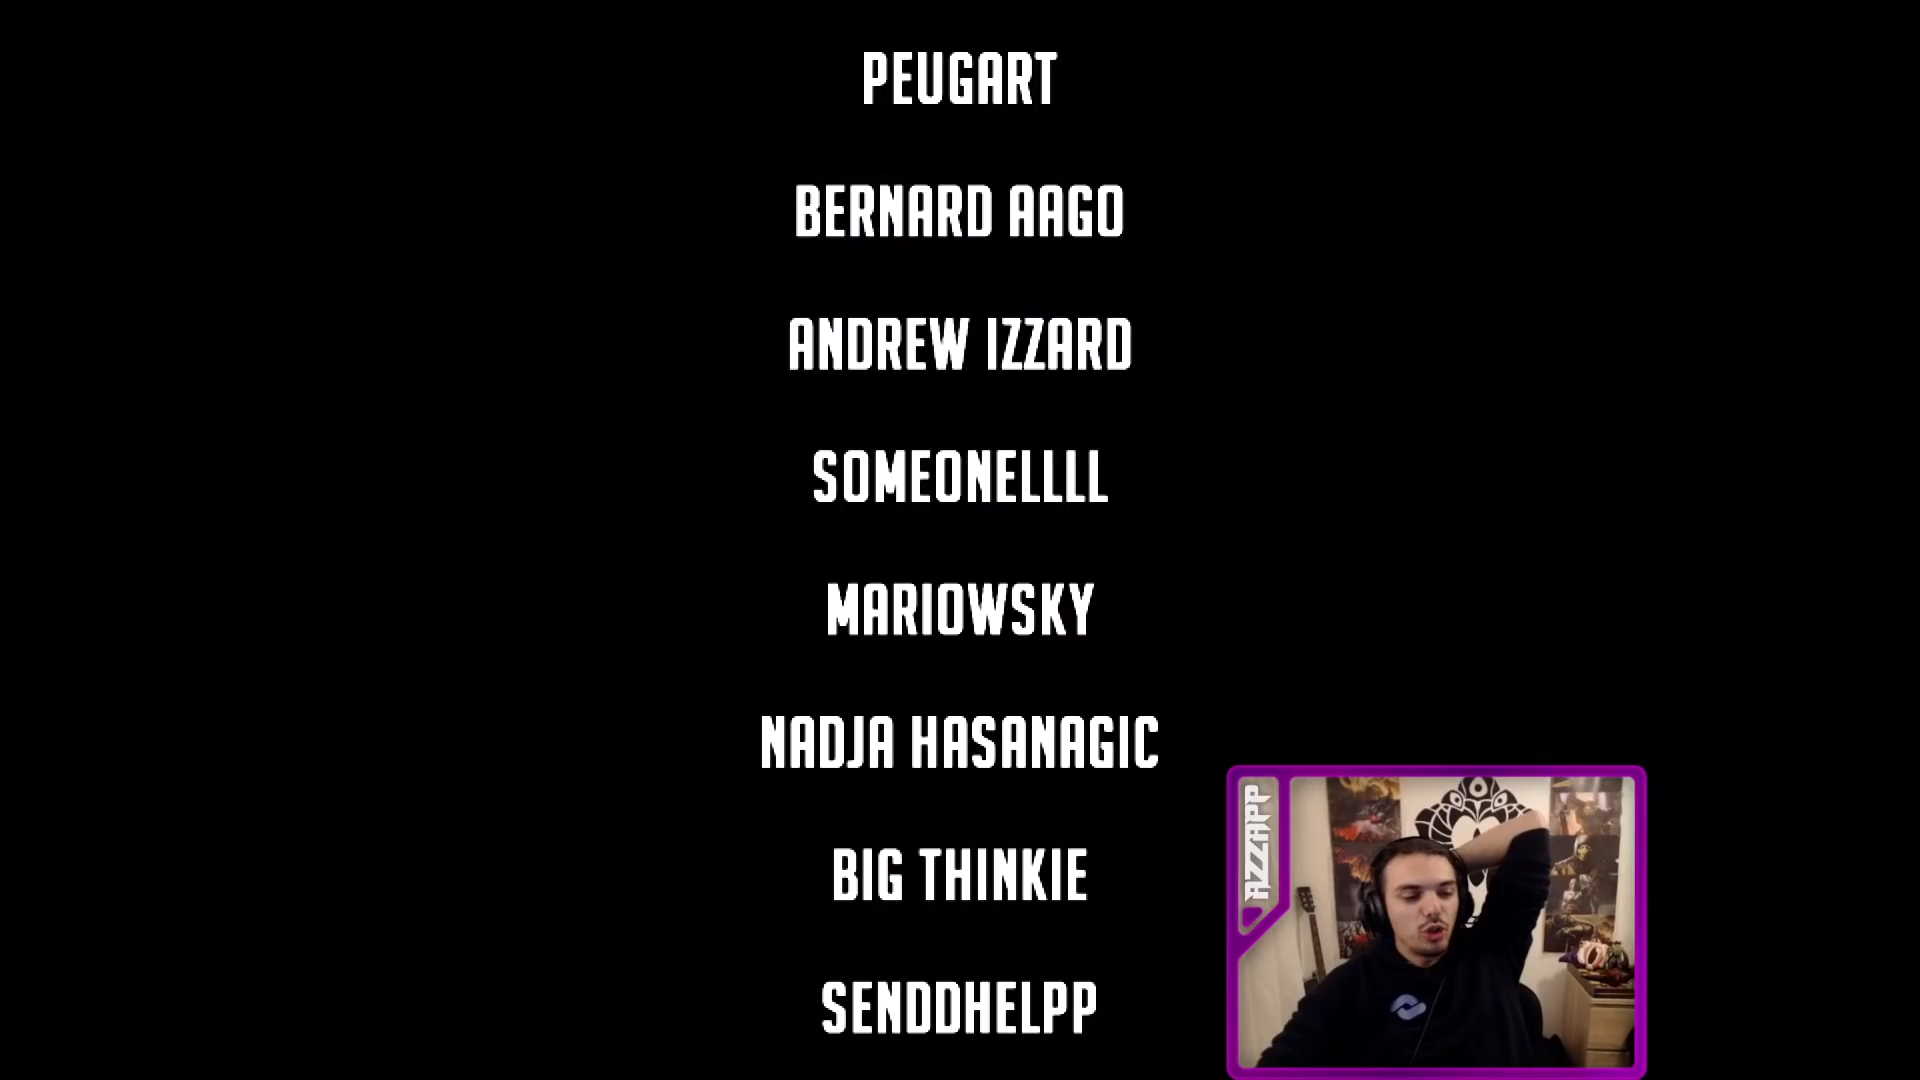 PEUGART
BERNARD AAGO
ANDREW IZZARD
SOMEONELLLL
MARIOWSKY
NADJA HASANAGIC
BIG THINKIE
SENDDHELPP
AZZAPP